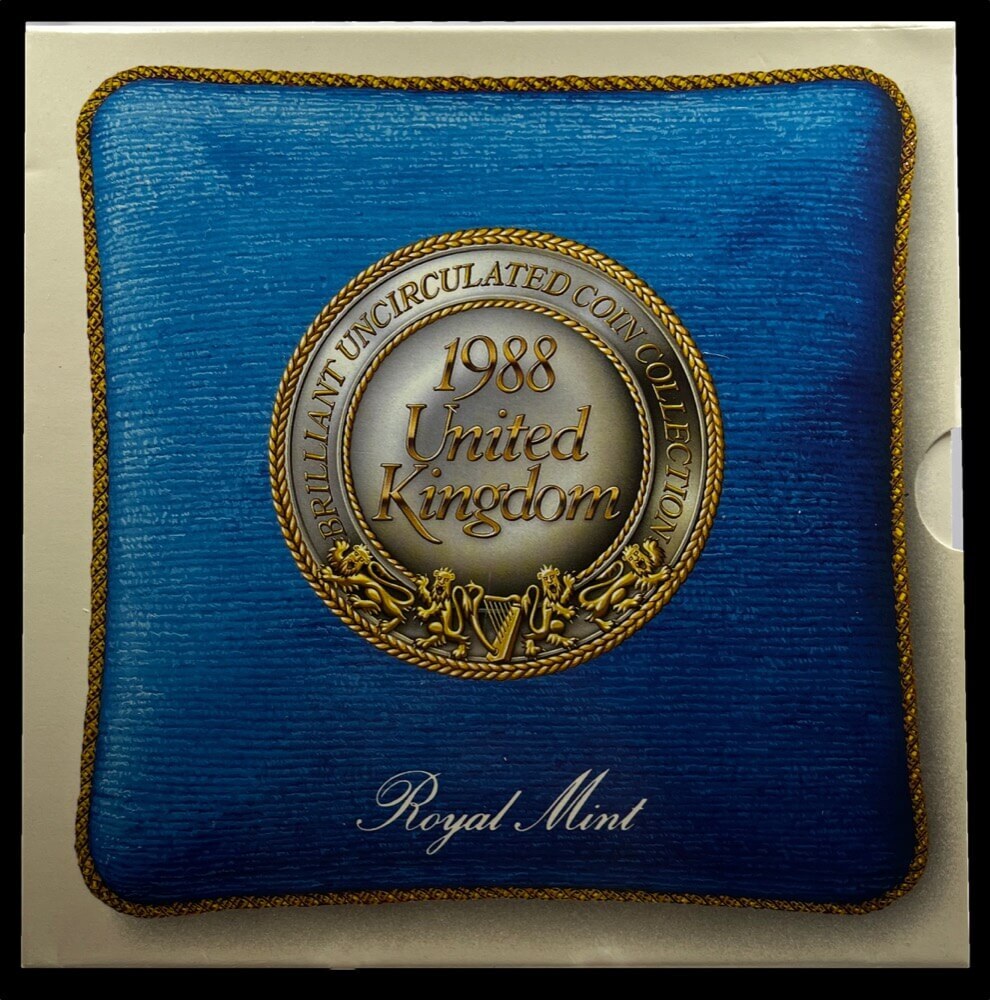 BRILLIANT UNCIRCULATED COIN COLLECTION
1988
United
Kingdom
Royal Mint